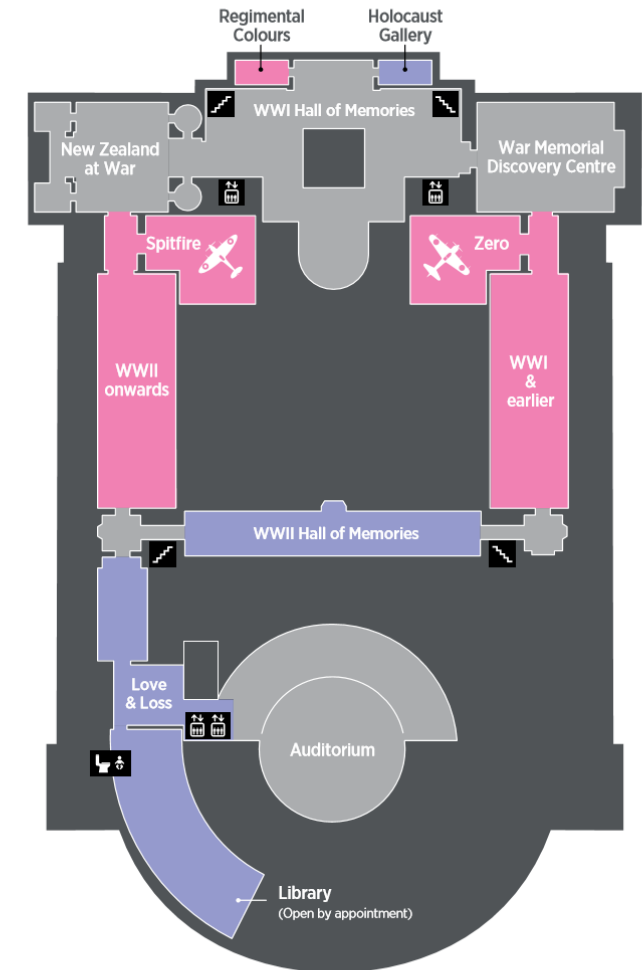 Regimental
Colours
Holocaust
Gallery
WWI Hall of Memories
New Zealand
at War
War Memorial
Discovery Centre
Spitfire
Zero
WWII
onwards
WWI
&
earlier
WWII Hall of Memories
Love
& Loss
Auditorium
Library
(Open by appointment)